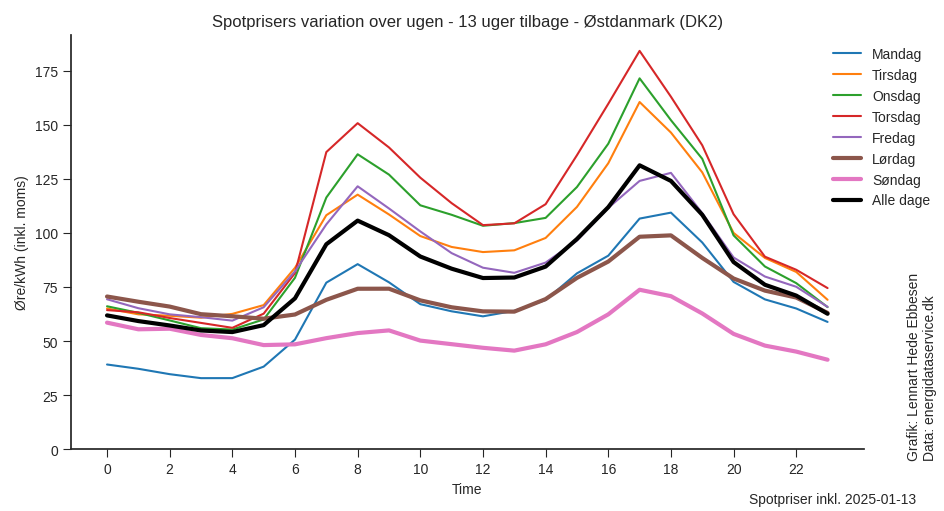 Spotprisers variation over ugen - 13 uger tilbage - Østdanmark (DK2)
Øre/kWh (inkl. moms)
175
150
125
100
75
50
25
0
0 2 4 6 8 10 12 14 16 18 20 22
Time
Mandag
Tirsdag
Onsdag
Torsdag
Fredag
Lørdag
Søndag
Alle dage
Grafik: Lennart Hede Ebbesen
Data: energidataservice.dk
Spotpriser inkl. 2025-01-13